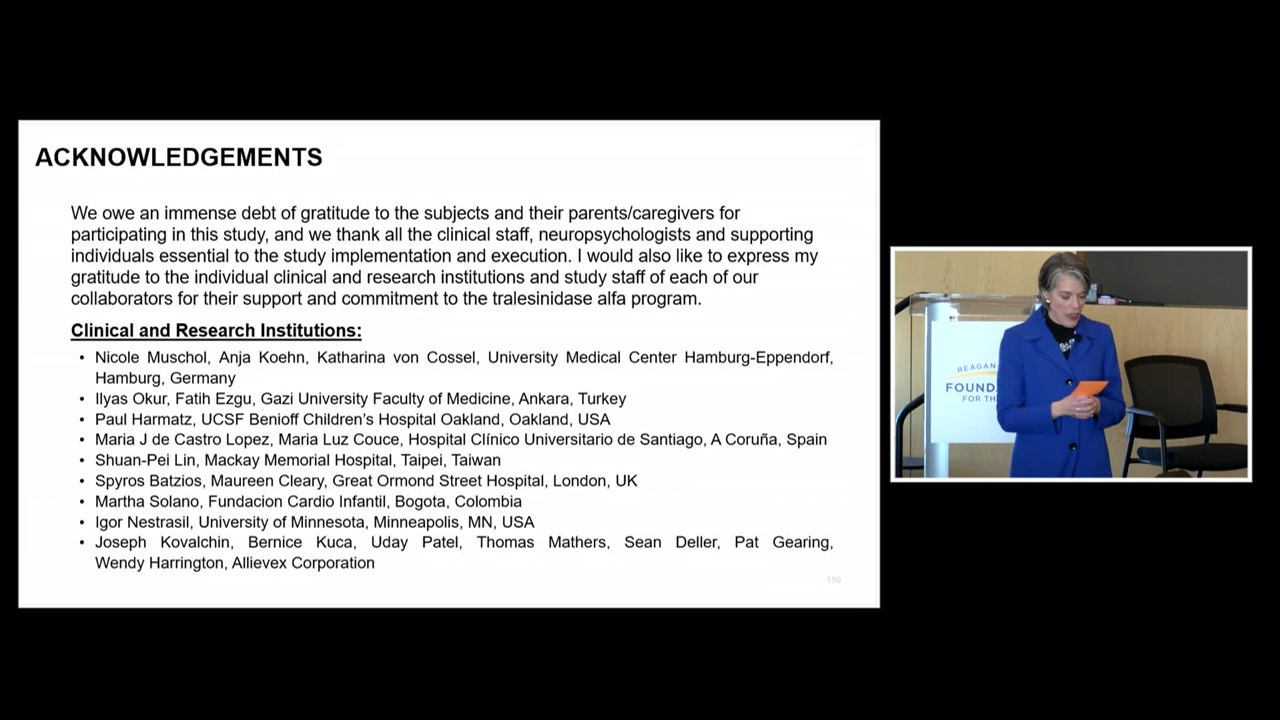 ACKNOWLEDGEMENTS
We owe an immense debt of gratitude to the subjects and their parents/caregivers for
participating in this study, and we thank all the clinical staff, neuropsychologists and supporting
individuals essential to the study implementation and execution. I would also like to express my
gratitude to the individual clinical and research institutions and study staff of each of our
collaborators for their support and commitment to the tralesinidase alfa program.
Clinical and Research Institutions:
• Nicole Muschol, Anja Koehn, Katharina von Cossel, University Medical Center Hamburg-Eppendorf,
Hamburg, Germany
• Ilyas Okur, Fatih Ezgu, Gazi University Faculty of Medicine, Ankara, Turkey
• Paul Harmatz, UCSF Benioff Children's Hospital Oakland, Oakland, USA
• Maria J de Castro Lopez, Maria Luz Couce, Hospital Clínico Universitario de Santiago, A Coruña, Spain
• Shuan-Pei Lin, Mackay Memorial Hospital, Taipei, Taiwan
• Spyros Batzios, Maureen Cleary, Great Ormond Street Hospital, London, UK
• Martha Solano, Fundacion Cardio Infantil, Bogota, Colombia
• Igor Nestrasil, University of Minnesota, Minneapolis, MN, USA
• Joseph Kovalchin, Bernice Kuca, Uday Patel, Thomas Mathers, Sean Deller, Pat Gearing,
Wendy Harrington, Allievex Corporation
REAGAN
FOUND
FOR TH